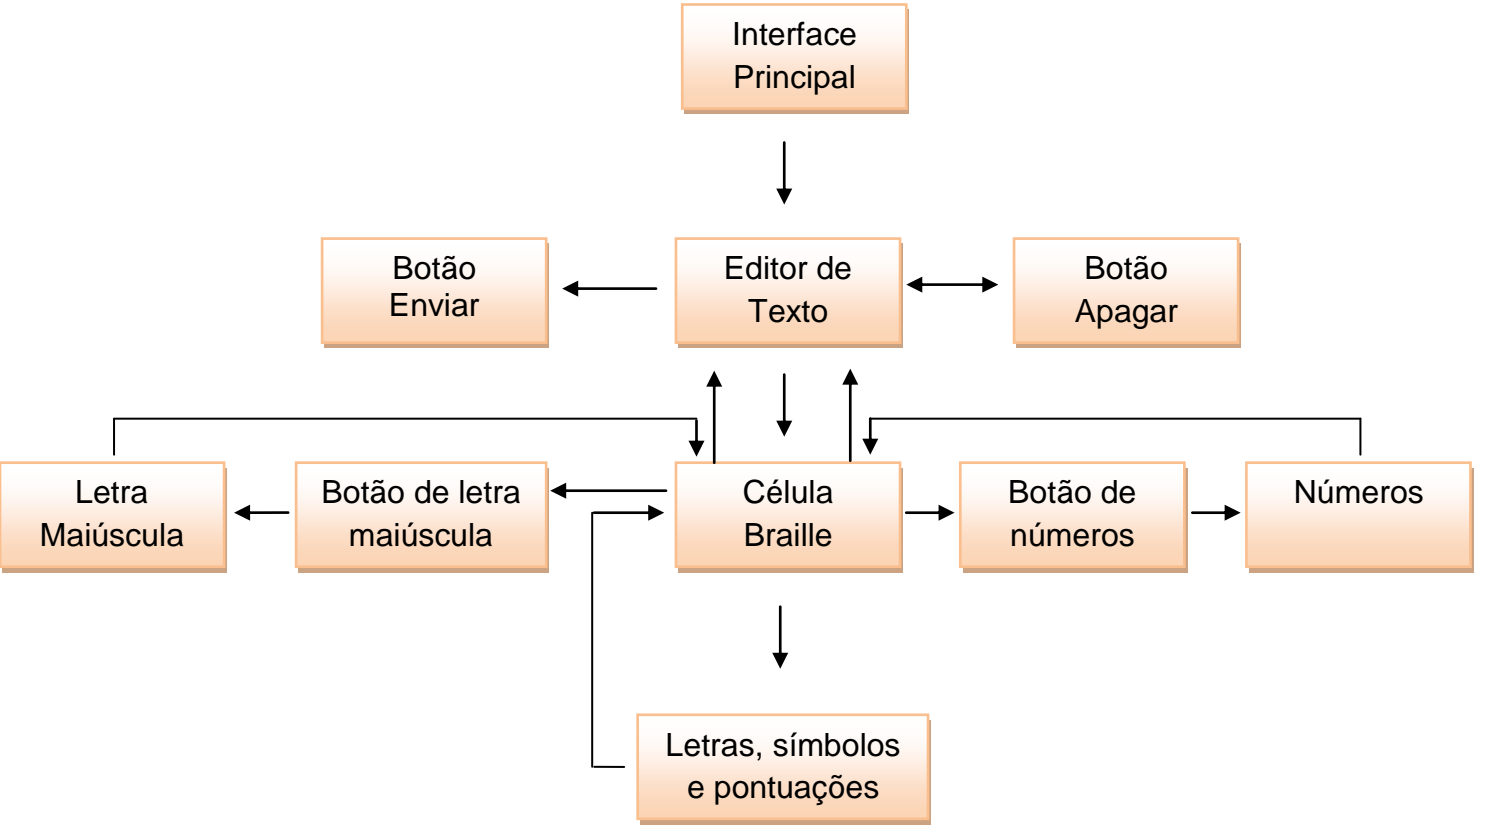 Interface
Principal
Botão
Enviar
Editor de
Texto
Botão
Apagar
Letra
Maiúscula
Botão de letra
maiúscula
Célula
Braille
Botão de
números
Números
Letras, símbolos
e pontuações